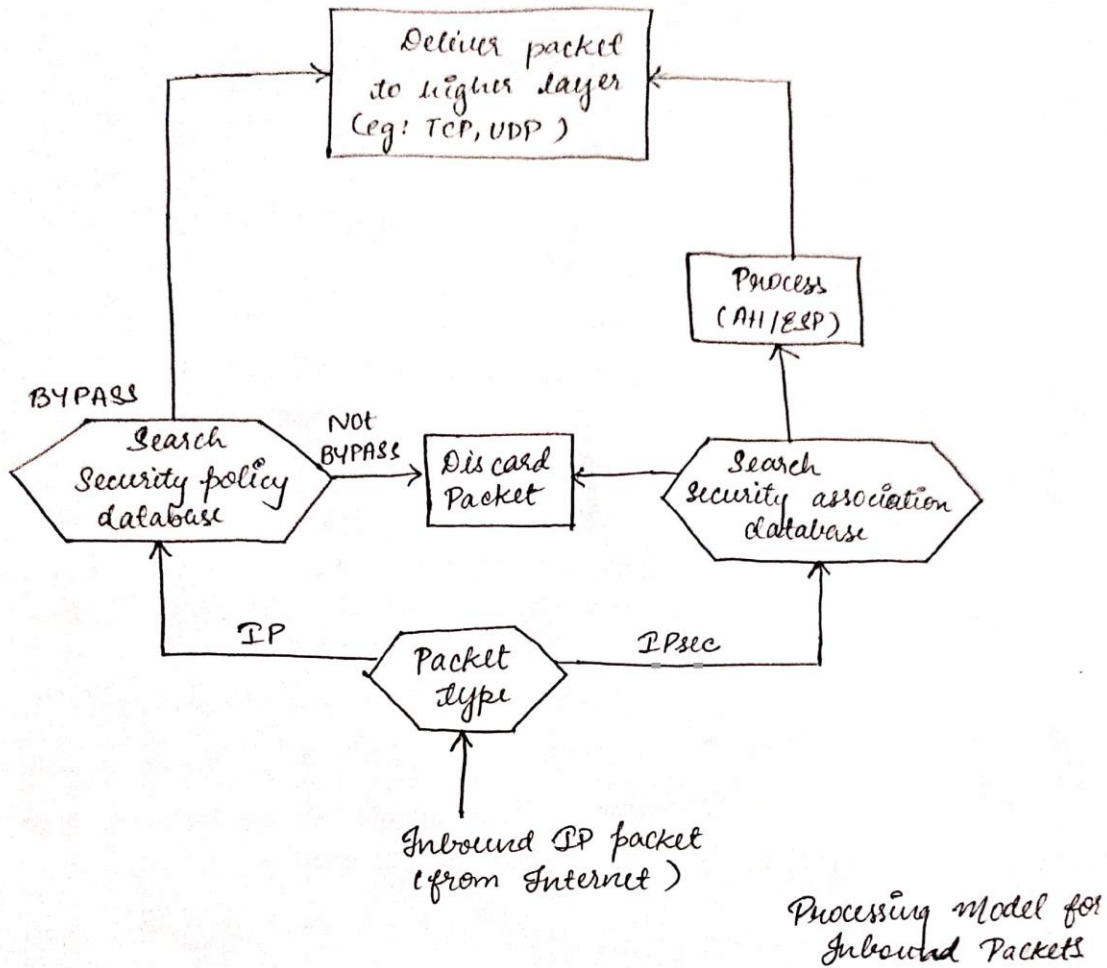 Deliver packet
to higher layer
(eg: TCP, UDP)
Process
(AH/ESP)
BYPASS
Search
Security policy
database
Not
BYPASS
Discard
Packet
Search
security association
database
IP
Packet
type
IPsec
Inbound IP packet
(from Internet)
Processing Model for
Inbound Packets